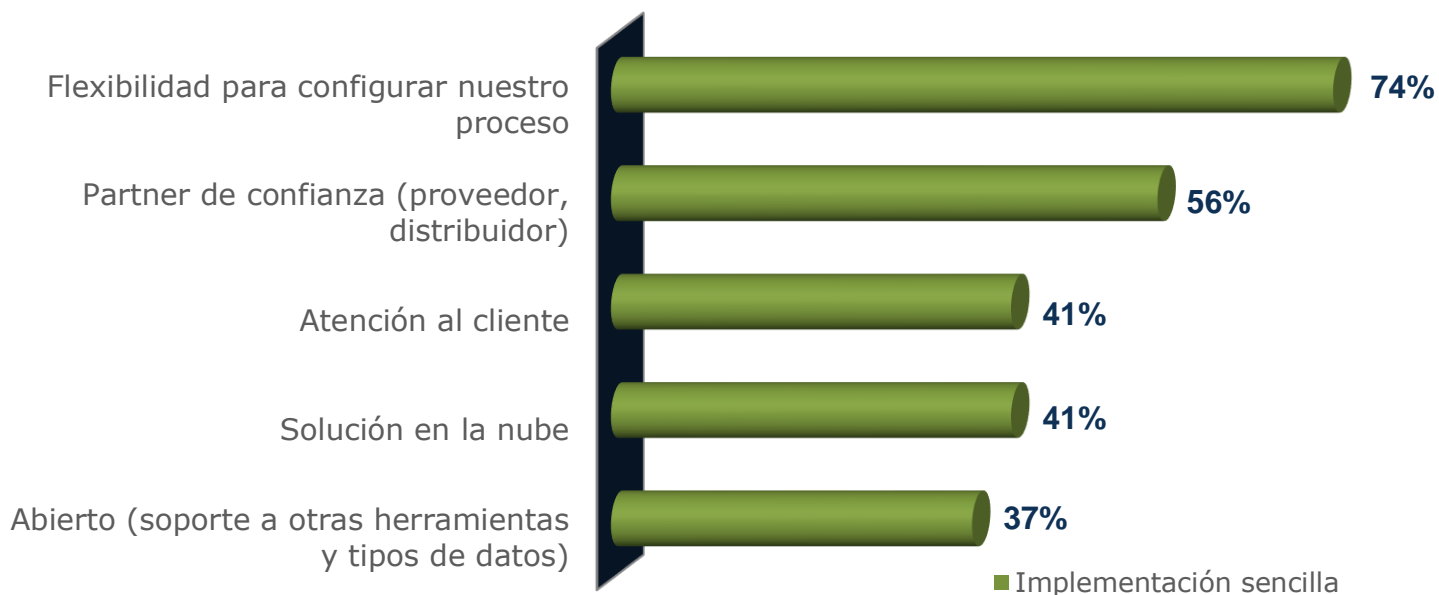 Flexibilidad para configurar nuestro
proceso
74%
Partner de confianza (proveedor,
distribuidor)
56%
Atención al cliente
41%
Solución en la nube
41%
Abierto (soporte a otras herramientas
y tipos de datos)
37%
Implementación sencilla